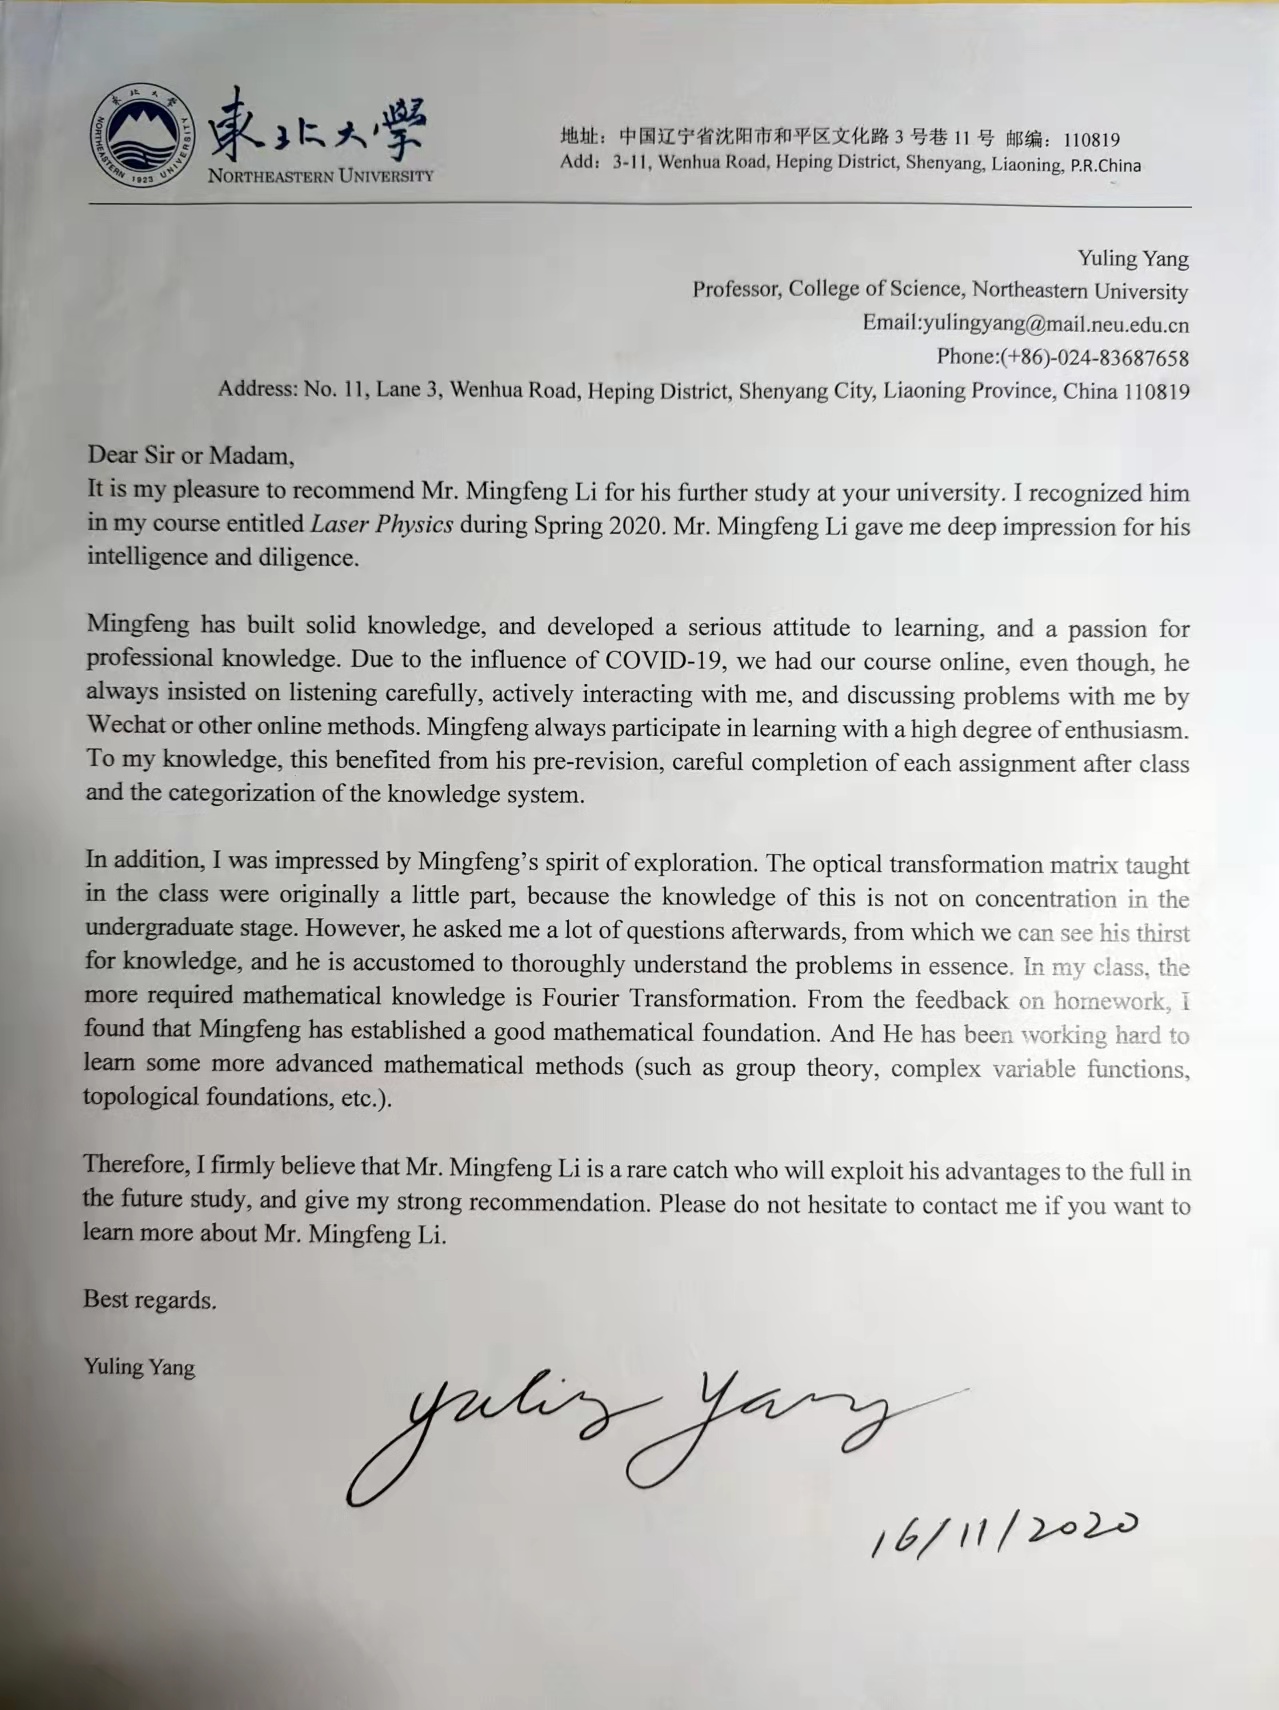 東北大學
NORTHEASTERN UNIVERSITY 1923
東北大學
NORTHEASTERN UNIVERSITY
地址：中国辽宁省沈阳市和平区文化路 3 号巷 11 号 邮编：110819
Add：3-11, Wenhua Road, Heping District, Shenyang, Liaoning, P.R.China
Yuling Yang
Professor, College of Science, Northeastern University
Email:yulingyang@mail.neu.edu.cn
Phone:(+86)-024-83687658
Address: No. 11, Lane 3, Wenhua Road, Heping District, Shenyang City, Liaoning Province, China 110819
Dear Sir or Madam,
It is my pleasure to recommend Mr. Mingfeng Li for his further study at your university. I recognized him
in my course entitled Laser Physics during Spring 2020. Mr. Mingfeng Li gave me deep impression for his
intelligence and diligence.
Mingfeng has built solid knowledge, and developed a serious attitude to learning, and a passion for
professional knowledge. Due to the influence of COVID-19, we had our course online, even though, he
always insisted on listening carefully, actively interacting with me, and discussing problems with me by
Wechat or other online methods. Mingfeng always participate in learning with a high degree of enthusiasm.
To my knowledge, this benefited from his pre-revision, careful completion of each assignment after class
and the categorization of the knowledge system.
In addition, I was impressed by Mingfeng’s spirit of exploration. The optical transformation matrix taught
in the class were originally a little part, because the knowledge of this is not on concentration in the
undergraduate stage. However, he asked me a lot of questions afterwards, from which we can see his thirst
for knowledge, and he is accustomed to thoroughly understand the problems in essence. In my class, the
more required mathematical knowledge is Fourier Transformation. From the feedback on homework, I
found that Mingfeng has established a good mathematical foundation. And He has been working hard to
learn some more advanced mathematical methods (such as group theory, complex variable functions,
topological foundations, etc.).
Therefore, I firmly believe that Mr. Mingfeng Li is a rare catch who will exploit his advantages to the full in
the future study, and give my strong recommendation. Please do not hesitate to contact me if you want to
learn more about Mr. Mingfeng Li.
Best regards.
Yuling Yang
Yuling Yang
16/11/2020